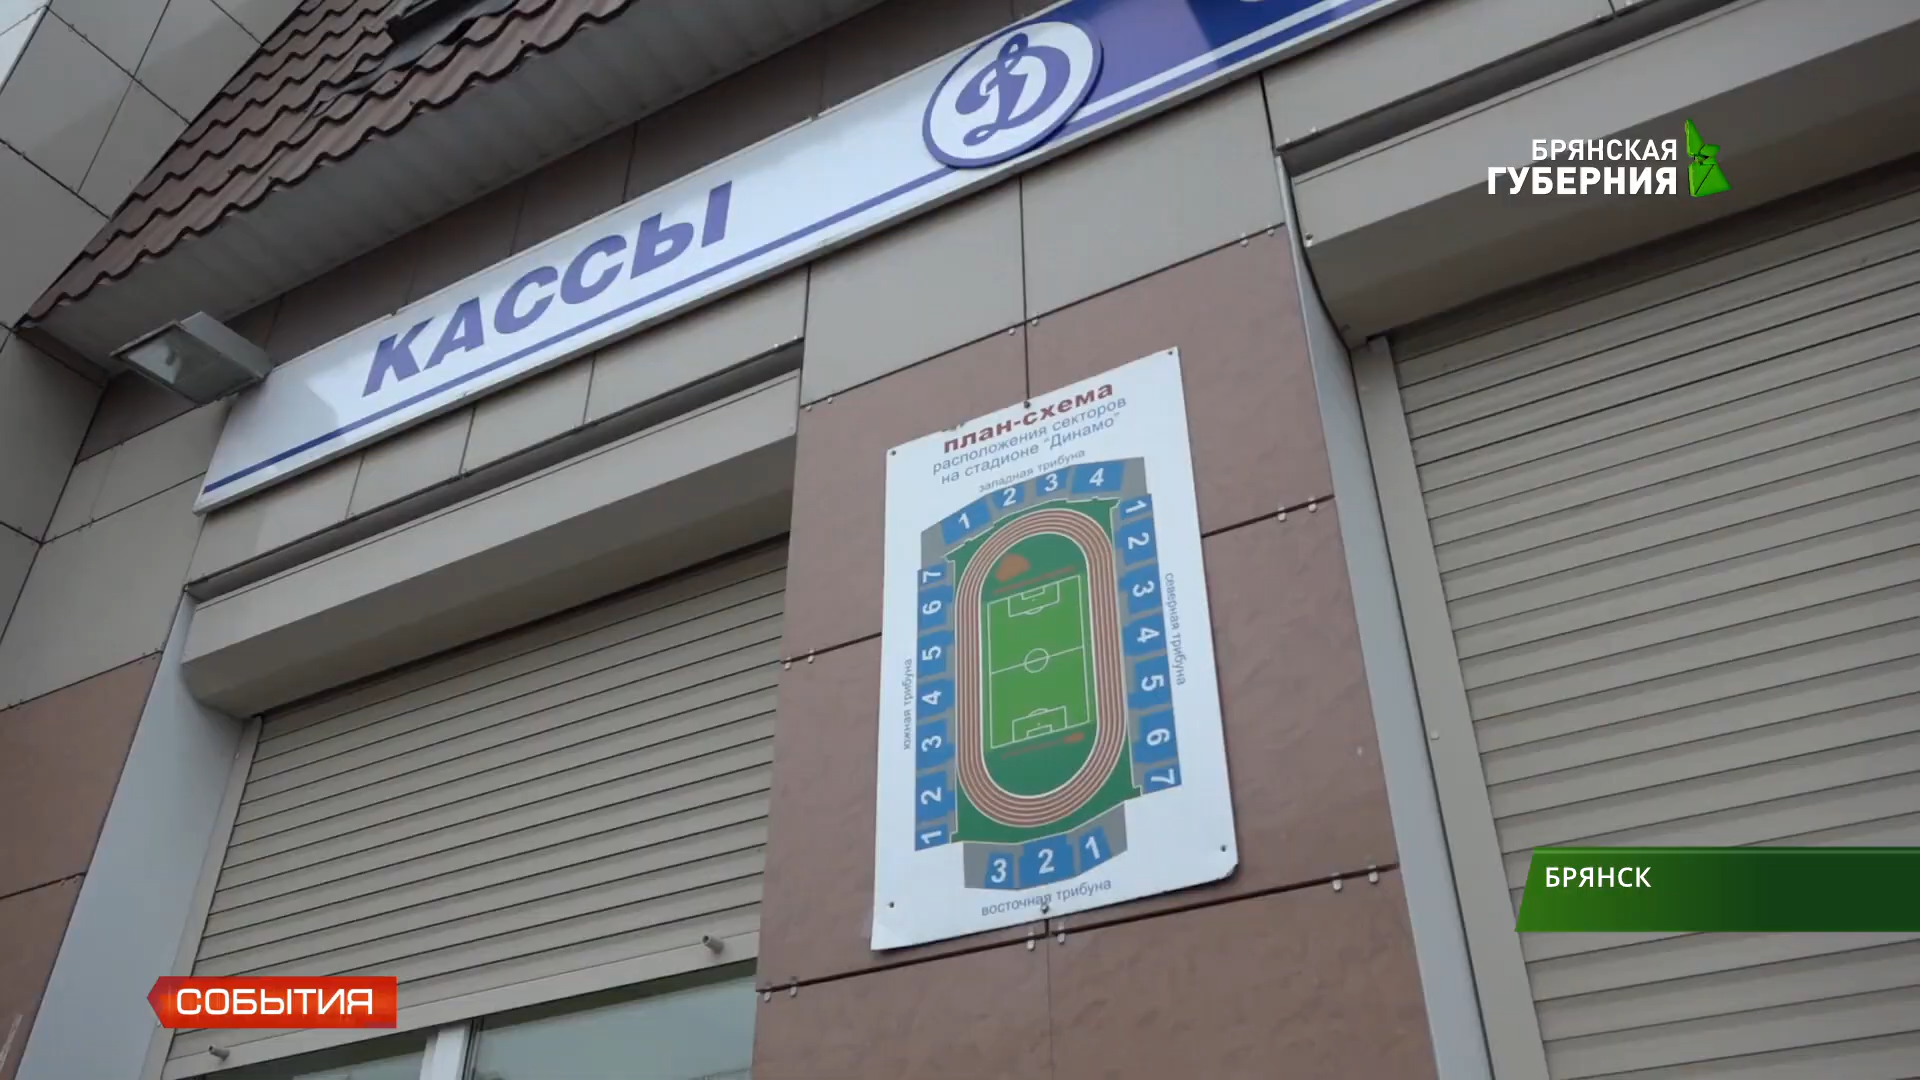 КАССЫ
Д
БРЯНСКАЯ
ГУБЕРНИЯ
план-схема
расположения секторов
на стадионе "Динамо"
западная трибуна
1 2 3 4
южная трибуна
7
6
5
4
3
2
1
северная трибуна
1
2
3
4
5
6
7
3 2 1
восточная трибуна
БРЯНСК
СОБЫТИЯ